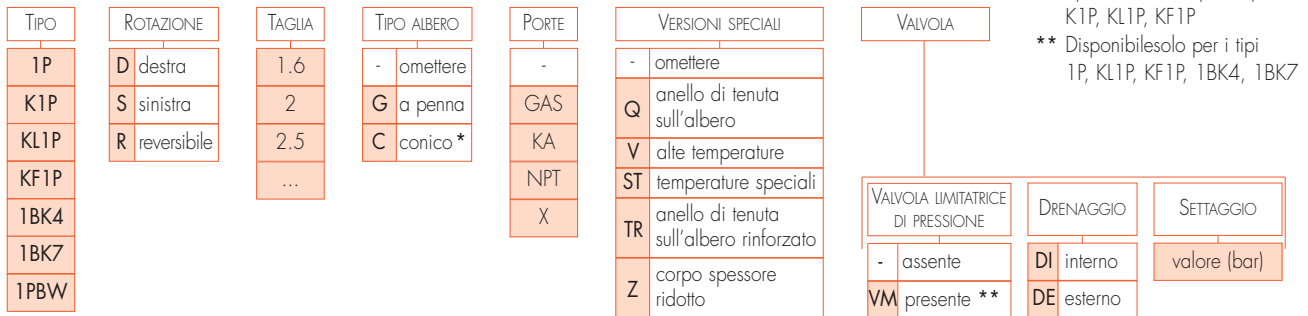 K1P, KL1P, KF1P
** Disponibilesolo per i tipi
1P, KL1P, KF1P, 1BK4, 1BK7
TIPO
1P
K1P
KL1P
KF1P
1BK4
1BK7
1PBW
ROTAZIONE
D destra
S sinistra
R reversibile
TAGLIA
1.6
2
2.5
...
TIPO ALBERO
- omettere
G a penna
C conico *
PORTE
-
GAS
KA
NPT
X
VERSIONI SPECIALI
- omettere
Q anello di tenuta
sull'albero
V alte temperature
ST temperature speciali
TR anello di tenuta
sull'albero rinforzato
Z corpo spessore
ridotto
VALVOLA
VALVOLA LIMITATRICE
DI PRESSIONE
- assente
VM presente **
DRENAGGIO
DI interno
DE esterno
SETTAGGIO
valore (bar)